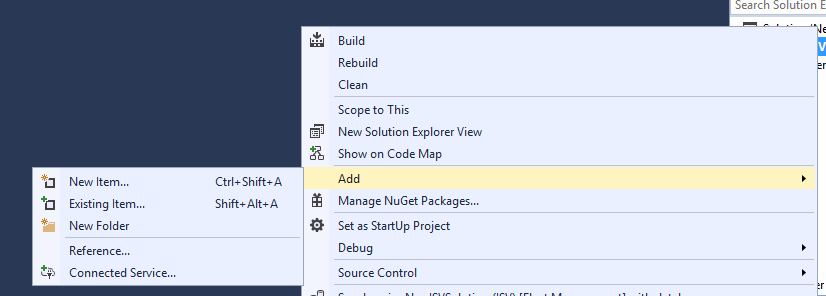 Search Solution E
Solution 'Ne
Build
Rebuild
Clean
Scope to This
New Solution Explorer View
Show on Code Map
Add
New Item... Ctrl+Shift+A
Manage NuGet Packages...
Existing Item... Shift+Alt+A
Set as StartUp Project
New Folder
Debug
Reference...
Source Control
Connected Service...